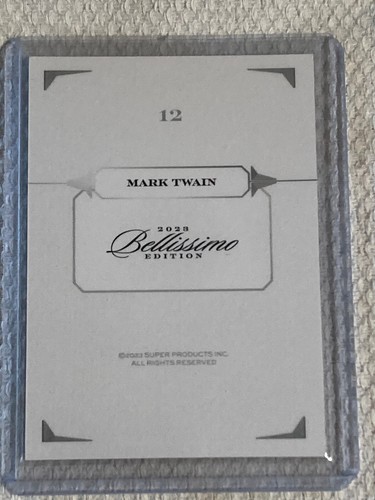 12
MARK TWAIN
2023
Bellissimo
EDITION
©2023 SUPER PRODUCTS INC.
ALL RIGHTS RESERVED